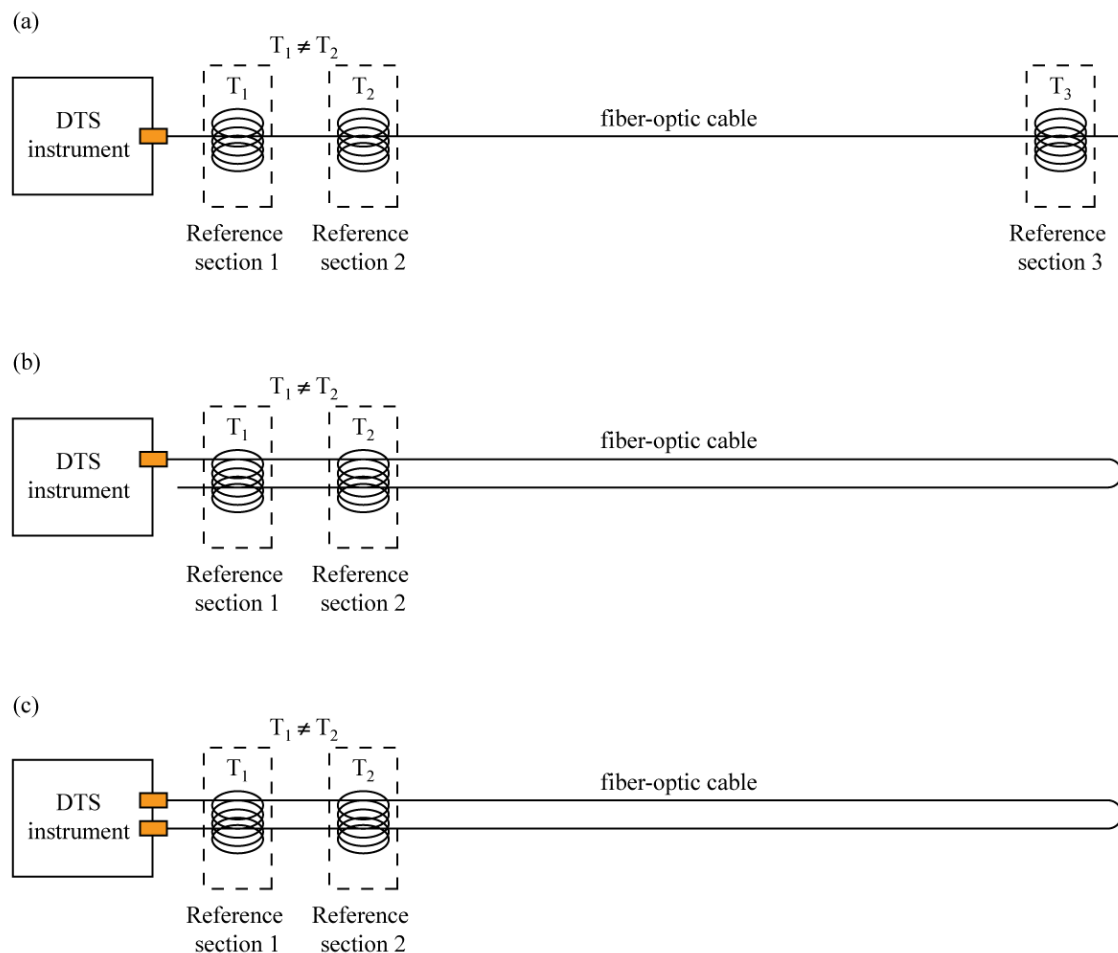 (a)
T₁ ≠ T₂
DTS
instrument
T₁
T₂
fiber-optic cable
T₃
Reference
section 1
Reference
section 2
Reference
section 3
(b)
T₁ ≠ T₂
DTS
instrument
T₁
T₂
fiber-optic cable
Reference
section 1
Reference
section 2
(c)
T₁ ≠ T₂
DTS
instrument
T₁
T₂
fiber-optic cable
Reference
section 1
Reference
section 2